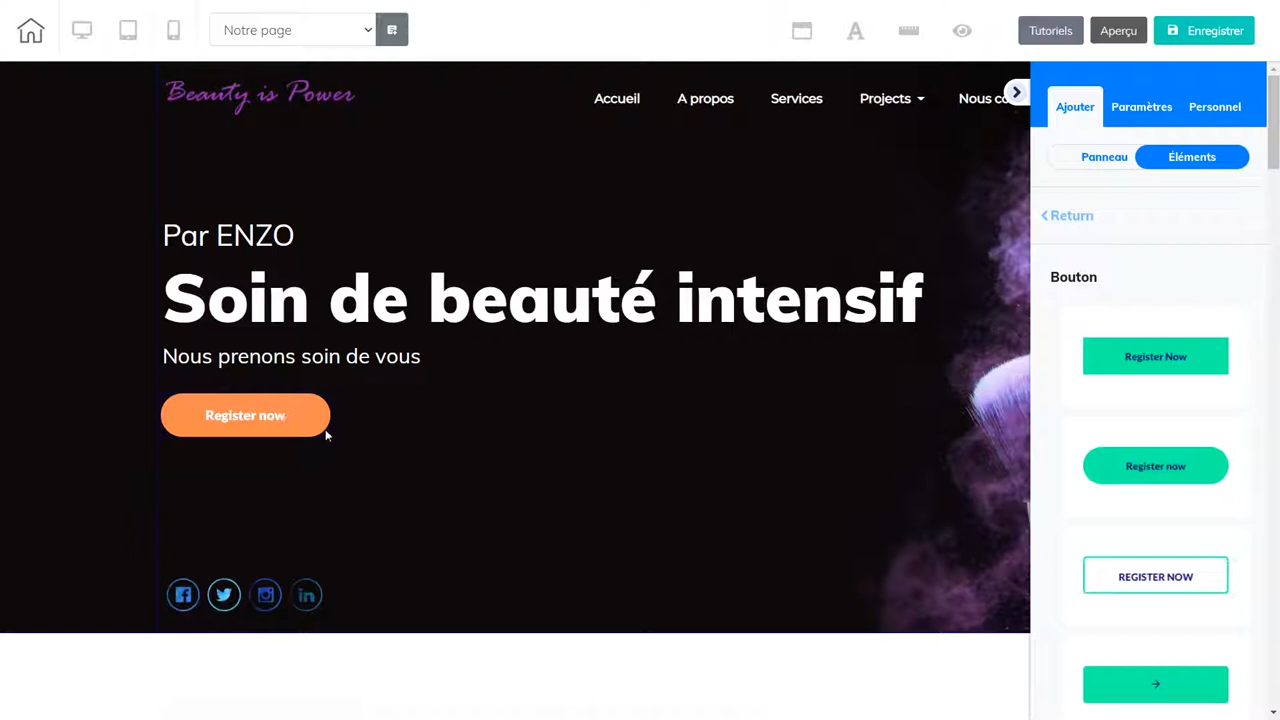 Notre page
Tutoriels
Aperçu
Enregistrer
Beauty is Power
Accueil
A propos
Services
Projects
Nous co
Ajouter
Paramètres
Personnel
Panneau
Éléments
Return
Par ENZO
Bouton
Soin de beauté intensif
Nous prenons soin de vous
Register Now
Register now
Register now
REGISTER NOW